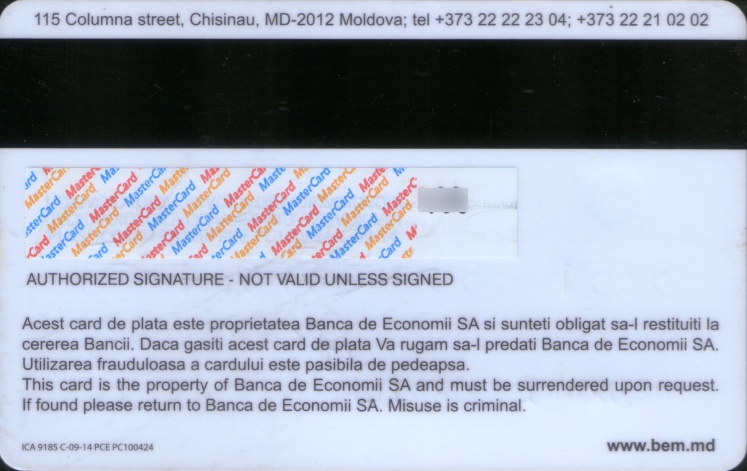 115 Columna street, Chisinau, MD-2012 Moldova; tel +373 22 22 23 04; +373 22 21 02 02
MasterCard MasterCard MasterCard MasterCard
AUTHORIZED SIGNATURE - NOT VALID UNLESS SIGNED
Acest card de plata este proprietatea Banca de Economii SA si sunteti obligat sa-l restituiti la
cererea Bancii. Daca gasiti acest card de plata Va rugam sa-l predati Banca de Economii SA.
Utilizarea frauduloasa a cardului este pasibila de pedeapsa.
This card is the property of Banca de Economii SA and must be surrendered upon request.
If found please return to Banca de Economii SA. Misuse is criminal.
ICA 9185 C-09-14 PCE PC100424
www.bem.md